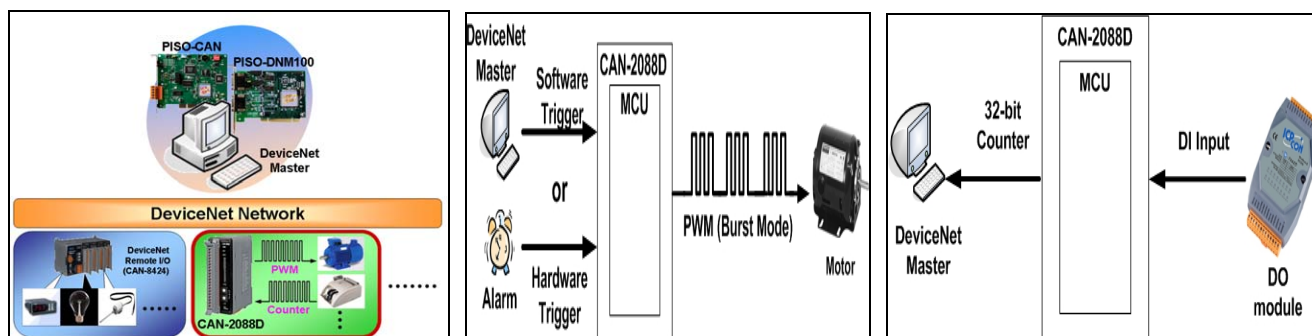 PISO-CAN
PISO-DNM100
DeviceNet
Master
DeviceNet Network
DeviceNet
Remote I/O
(CAN-8424)
PWM
Counter
CAN-2088D
DeviceNet
Master
Software
Trigger
or
Alarm
Hardware
Trigger
CAN-2088D
MCU
PWM (Burst Mode)
Motor
CAN-2088D
MCU
32-bit
Counter
DeviceNet
Master
DI Input
ICP
CON
DO
module